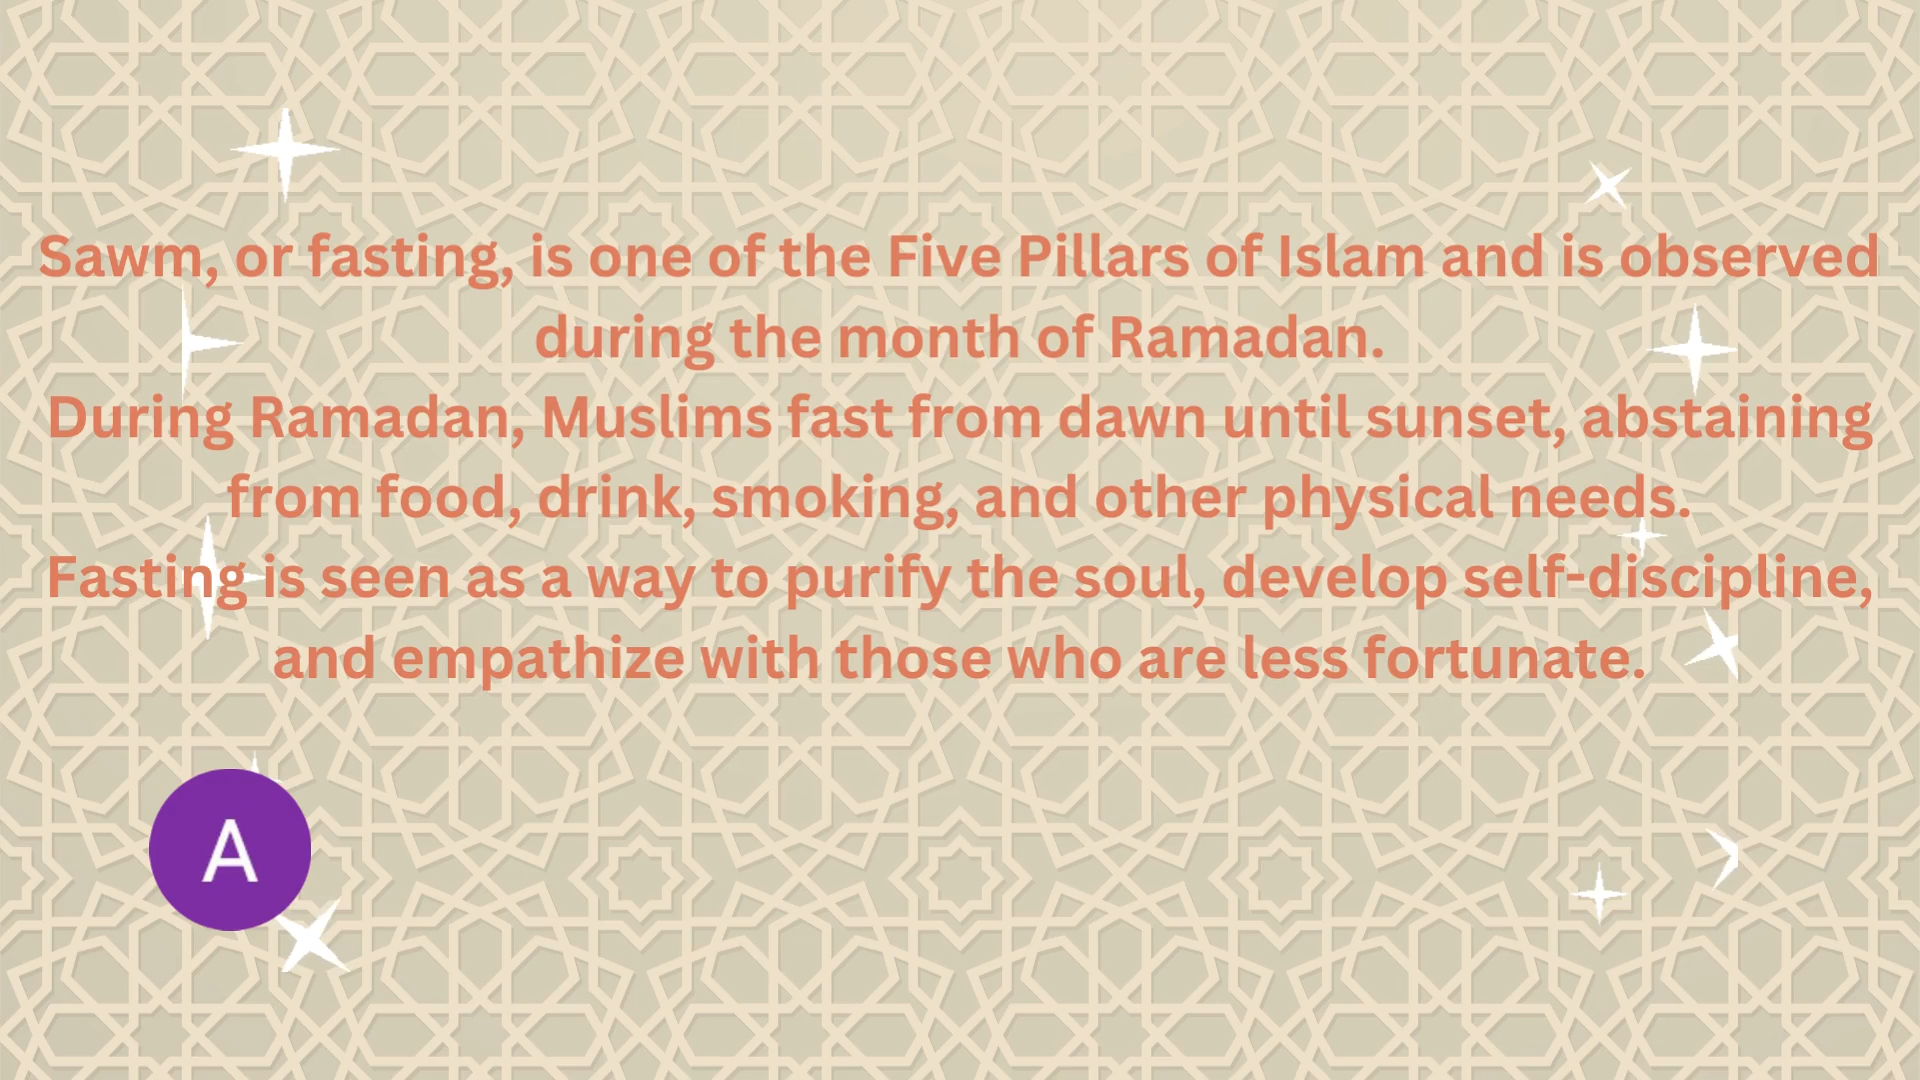 Sawm, or fasting, is one of the Five Pillars of Islam and is observed
during the month of Ramadan.
During Ramadan, Muslims fast from dawn until sunset, abstaining
from food, drink, smoking, and other physical needs.
Fasting is seen as a way to purify the soul, develop self-discipline,
and empathize with those who are less fortunate.
A